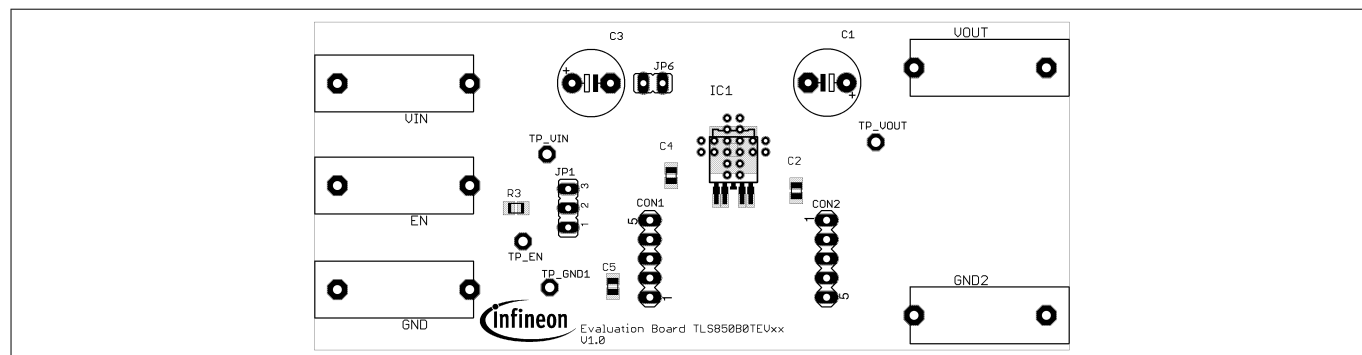 C3
C1
VOUT
JP6
IC1
VIN
TP_VIN
TP_VOUT
C4
C2
JP1
3
2
1
R3
CON1
5
1
CON2
1
5
EN
TP_EN
TP_GND1
C5
GND2
GND
infineon
Evaluation Board TLS850B0TEVxx
V1.0
+
+